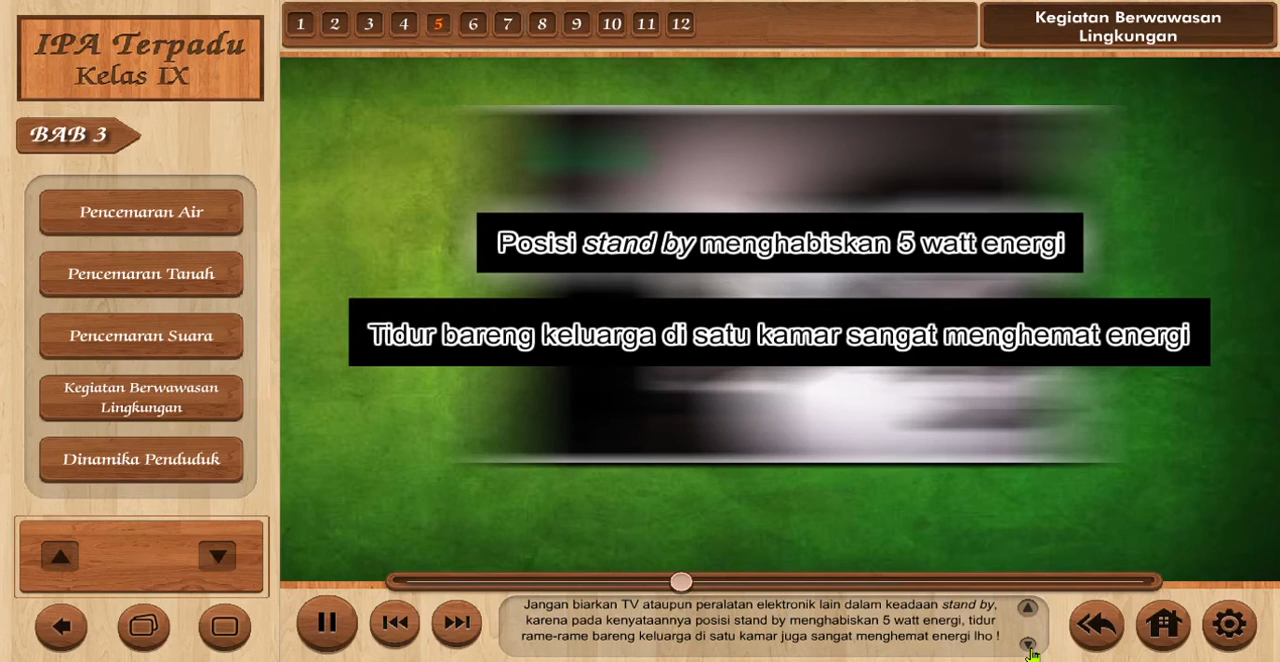 IPA Terpadu
Kelas IX
1 2 3 4 5 6 7 8 9 10 11 12
Kegiatan Berwawasan
Lingkungan
BAB 3
Pencemaran Air
Pencemaran Tanah
Pencemaran Suara
Kegiatan Berwawasan
Lingkungan
Dinamika Penduduk
Posisi stand by menghabiskan 5 watt energi
Tidur bareng keluarga di satu kamar sangat menghemat energi
Jangan biarkan TV ataupun peralatan elektronik lain dalam keadaan stand by,
karena pada kenyataannya posisi stand by menghabiskan 5 watt energi, tidur
rame-rame bareng keluarga di satu kamar juga sangat menghemat energi lho !